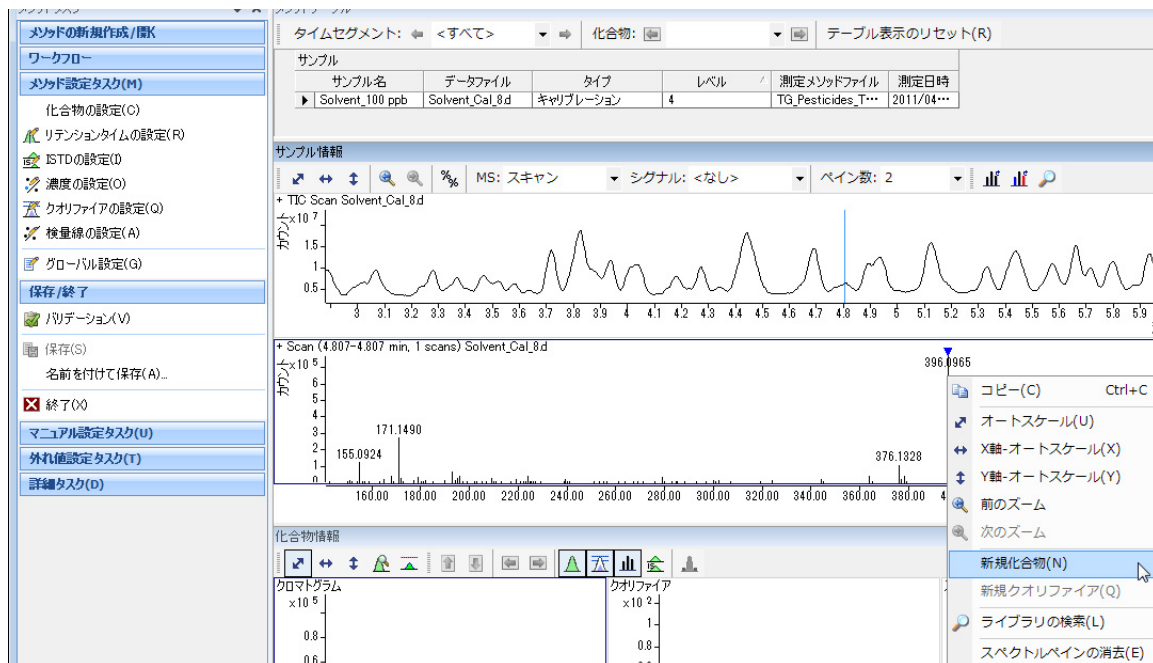 メソッドタスク
メソッドテーブル
メソッドの新規作成/開く
ワークフロー
メソッド設定タスク(M)
化合物の設定(C)
リテンションタイムの設定(R)
ISTDの設定(I)
濃度の設定(O)
クオリファイアの設定(Q)
検量線の設定(A)
グローバル設定(G)
保存/終了
バリデーション(V)
保存(S)
名前を付けて保存(A)...
終了(X)
マニュアル設定タスク(U)
外れ値設定タスク(T)
詳細タスク(D)
タイムセグメント: <すべて> 化合物: テーブル表示のリセット(R)
サンプル
サンプル名 データファイル タイプ レベル 測定メソッドファイル 測定日時
Solvent_100 ppb Solvent_Cal_8.d キャリブレーション 4 TG_Pesticides_T… 2011/04…
サンプル情報
MS: スキャン シグナル: <なし> ペイン数: 2
+ TIC Scan Solvent_Cal_8.d
カウント ×10 7
1.5
1
0.5
3 3.1 3.2 3.3 3.4 3.5 3.6 3.7 3.8 3.9 4 4.1 4.2 4.3 4.4 4.5 4.6 4.7 4.8 4.9 5 5.1 5.2 5.3 5.4 5.5 5.6 5.7 5.8 5.9
+ Scan (4.807-4.807 min, 1 scans) Solvent_Cal_8.d
カウント ×10 5
396.0965
6
5
4
3
2
1
0
155.0924
171.1490
376.1328
160.00 180.00 200.00 220.00 240.00 260.00 280.00 300.00 320.00 340.00 360.00 380.00 4
コピー(C) Ctrl+C
オートスケール(U)
X軸-オートスケール(X)
Y軸-オートスケール(Y)
前のズーム
次のズーム
新規化合物(N)
新規クオリファイア(Q)
ライブラリの検索(L)
スペクトルペインの消去(E)
化合物情報
クロマトグラム
×10 5
1
0.8
0.6
クオリファイア
×10 2
1
0.8